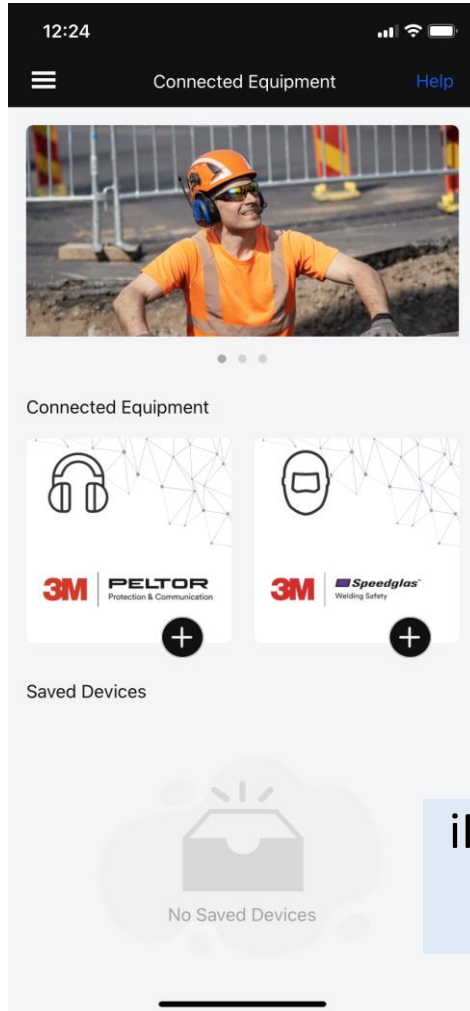 12:24
Connected Equipment
Help
Connected Equipment
3M PELTOR
Protection & Communication
3M Speedglas™
Welding Safety
Saved Devices
No Saved Devices